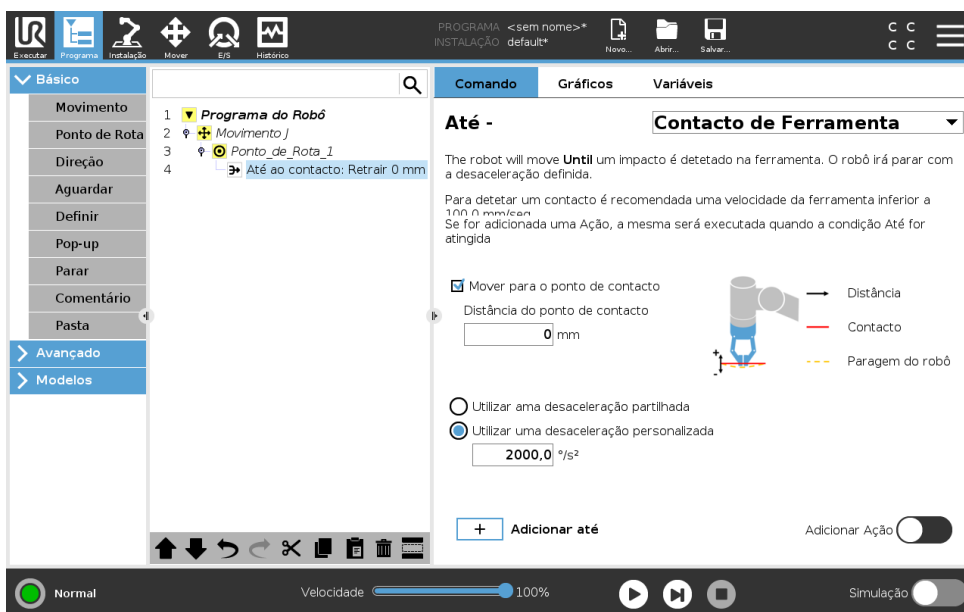 PROGRAMA <sem nome>*
INSTALAÇÃO default*
UR
Executar
Programa
Instalação
Mover
E/S
Histórico
Novo...
Abrir...
Salvar...
C C
C C
Básico
Movimento
Ponto de Rota
Direção
Aguardar
Definir
Pop-up
Parar
Comentário
Pasta
Avançado
Modelos
1 Programa do Robô
2 Movimento J
3 Ponto_de_Rota_1
4 Até ao contacto: Retrair 0 mm
Comando Gráficos Variáveis
Até - Contacto de Ferramenta
The robot will move Until um impacto é detetado na ferramenta. O robô irá parar com
a desaceleração definida.
Para detetar um contacto é recomendada uma velocidade da ferramenta inferior a
100.0 mm/seg
Se for adicionada uma Ação, a mesma será executada quando a condição Até for
atingida
Mover para o ponto de contacto
Distância do ponto de contacto
0 mm
+
-
Distância
Contacto
Paragem do robô
Utilizar ama desaceleração partilhada
Utilizar uma desaceleração personalizada
2000,0 °/s²
+ Adicionar até
Adicionar Ação
Normal
Velocidade 100%
Simulação